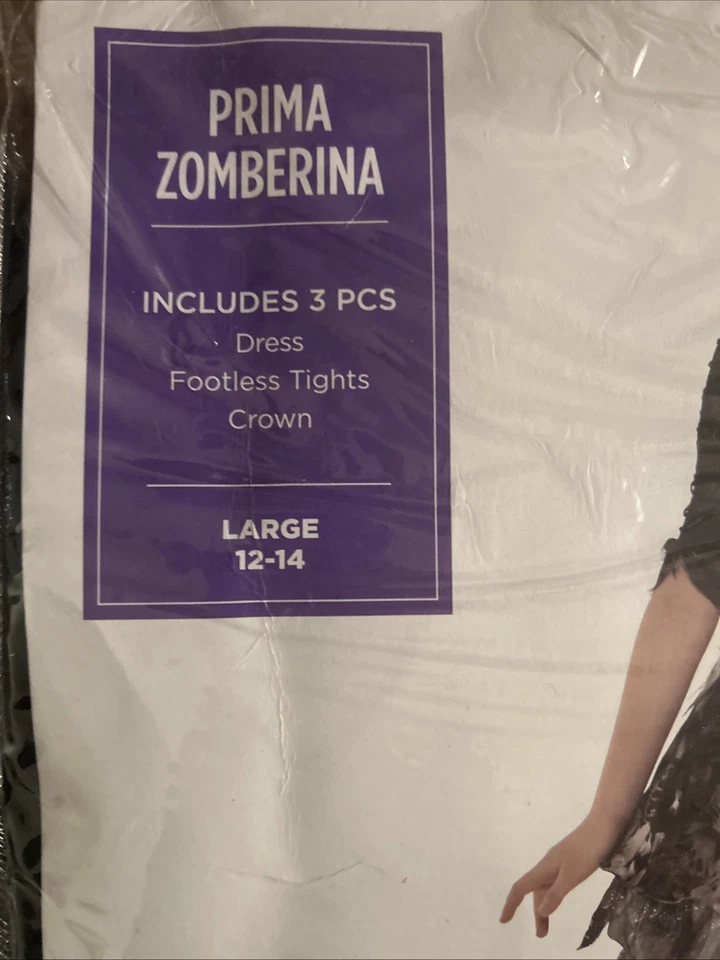 PRIMA
ZOMBERINA
INCLUDES 3 PCS
Dress
Footless Tights
Crown
LARGE
12-14